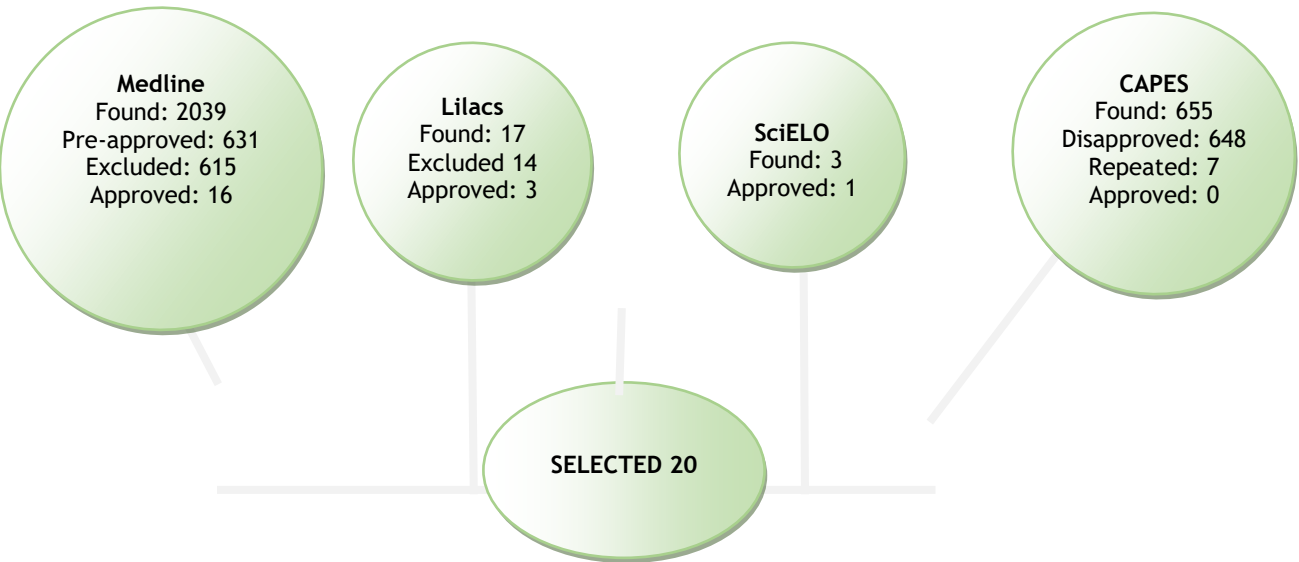 Medline
Found: 2039
Pre-approved: 631
Excluded: 615
Approved: 16
Lilacs
Found: 17
Excluded 14
Approved: 3
SciELO
Found: 3
Approved: 1
CAPES
Found: 655
Disapproved: 648
Repeated: 7
Approved: 0
SELECTED 20